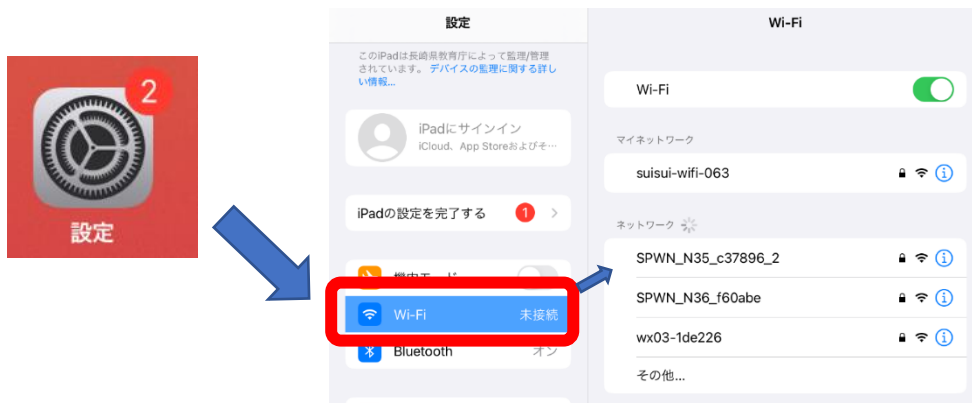 2
設定
設定
このiPadは長崎県教育庁によって監理/管理
されています。デバイスの監理に関する詳し
い情報...
iPadにサインイン
iCloud、App Storeおよびそ…
iPadの設定を完了する 1
機内モード
Wi-Fi 未接続
Bluetooth オン
Wi-Fi
Wi-Fi
マイネットワーク
suisui-wifi-063
ネットワーク
SPWN_N35_c37896_2
SPWN_N36_f60abe
wx03-1de226
その他...